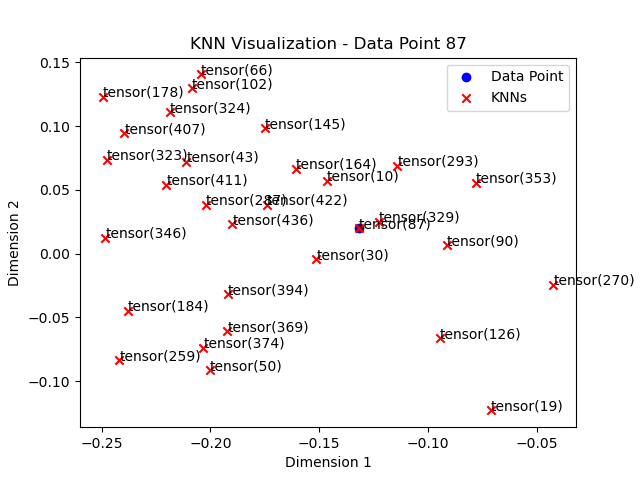 KNN Visualization - Data Point 87
0.15
0.10
0.05
0.00
−0.05
−0.10
Dimension 2
Data Point
KNNs
tensor(66)
tensor(102)
tensor(178)
tensor(324)
tensor(407)
tensor(145)
tensor(323)
tensor(43)
tensor(164)
tensor(293)
tensor(411)
tensor(10)
tensor(353)
tensor(287)
tensor(422)
tensor(436)
tensor(329)
tensor(87)
tensor(346)
tensor(90)
tensor(30)
tensor(270)
tensor(394)
tensor(184)
tensor(369)
tensor(126)
tensor(374)
tensor(259)
tensor(50)
tensor(19)
−0.25
−0.20
−0.15
−0.10
−0.05
Dimension 1